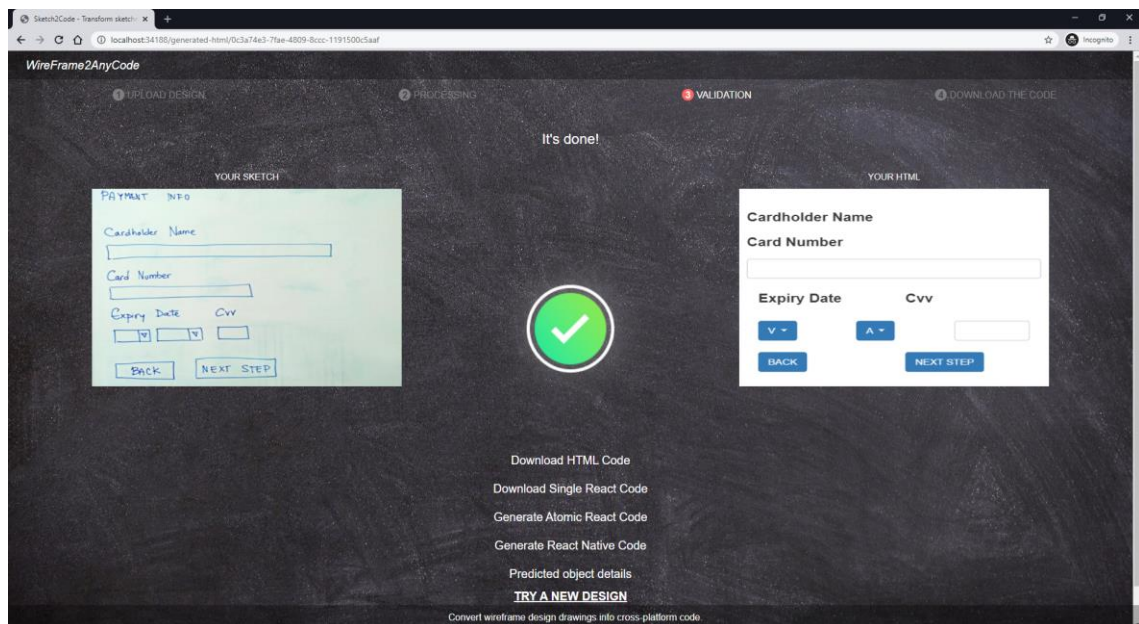 Sketch2Code - Transform sketch
localhost:34188/generated-html/0c3a74e3-7fae-4809-8ccc-1191500c5aaf
Incognito
WireFrame2AnyCode
1 UPLOAD DESIGN
2 PROCESSING
3 VALIDATION
4 DOWNLOAD THE CODE
It's done!
YOUR SKETCH
PAYMENT INFO
Cardholder Name
Card Number
Expiry Date Cvv
BACK NEXT STEP
YOUR HTML
Cardholder Name
Card Number
Expiry Date Cvv
V A
BACK NEXT STEP
Download HTML Code
Download Single React Code
Generate Atomic React Code
Generate React Native Code
Predicted object details
TRY A NEW DESIGN
Convert wireframe design drawings into cross-platform code.